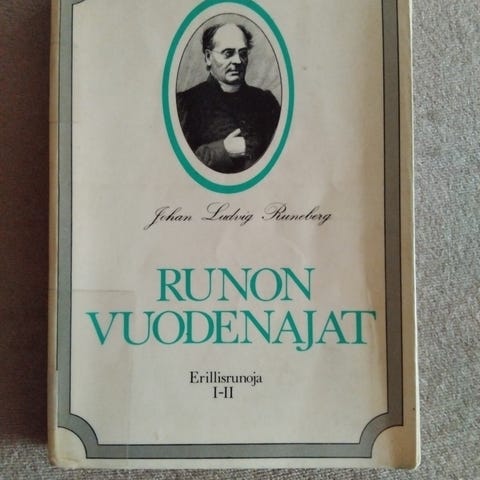 Johan Ludvig Runeberg
RUNON
VUODENAJAT
Erillisrunoja
I-II